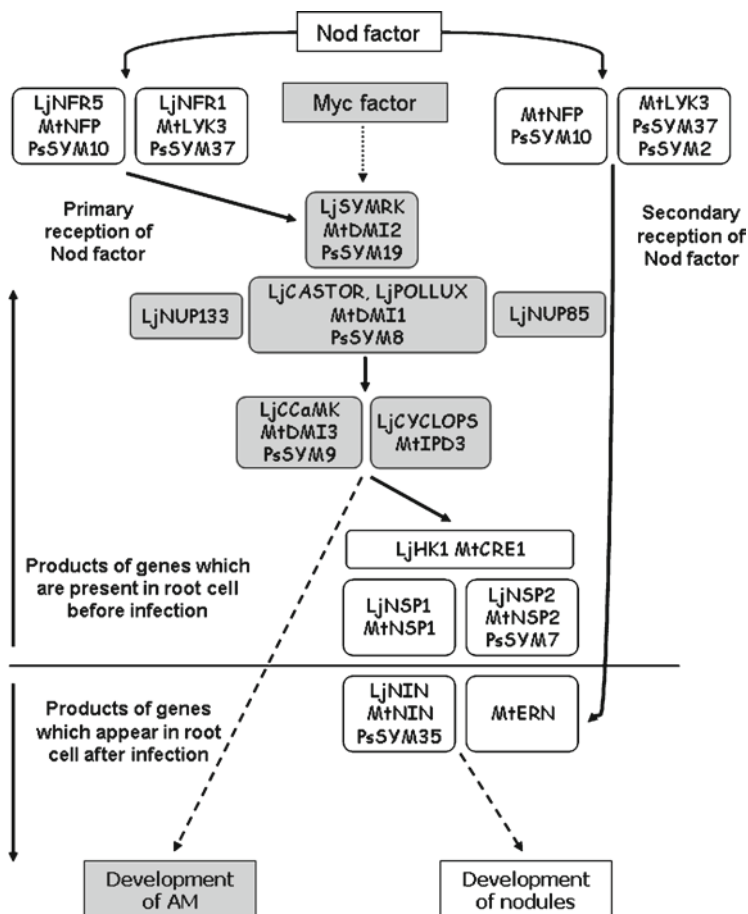 Nod factor
LjNFR5
MtNFP
PsSYM10
LjNFR1
MtLYK3
PsSYM37
Myc factor
MtNFP
PsSYM10
MtLYK3
PsSYM37
PsSYM2
Primary
reception of
Nod factor
LjSYMRK
MtDMI2
PsSYM19
Secondary
reception of
Nod factor
LjNUP133
LjCASTOR, LjPOLLUX
MtDMI1
PsSYM8
LjNUP85
LjCCaMK
MtDMI3
PsSYM9
LjCYCLOPS
MtIPD3
Products of genes which
are present in root cell
before infection
LjHK1 MtCRE1
LjNSP1
MtNSP1
LjNSP2
MtNSP2
PsSYM7
Products of genes
which appear in root
cell after infection
LjNIN
MtNIN
PsSYM35
MtERN
Development
of AM
Development
of nodules